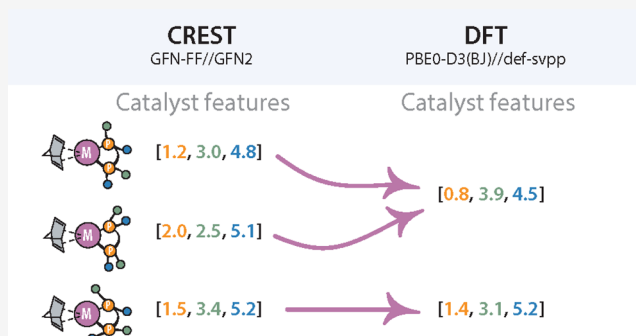 CREST
GFN-FF//GFN2
DFT
PBE0-D3(BJ)//def-svpp
Catalyst features
Catalyst features
M P P
[1.2, 3.0, 4.8]
[0.8, 3.9, 4.5]
M P P
[2.0, 2.5, 5.1]
M P P
[1.5, 3.4, 5.2]
[1.4, 3.1, 5.2]